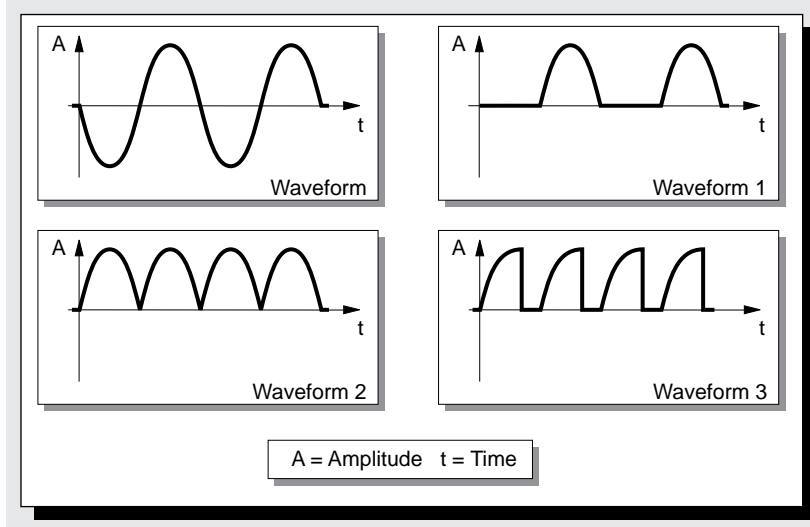 A
t
Waveform
A
t
Waveform 1
A
t
Waveform 2
A
t
Waveform 3
A = Amplitude t = Time